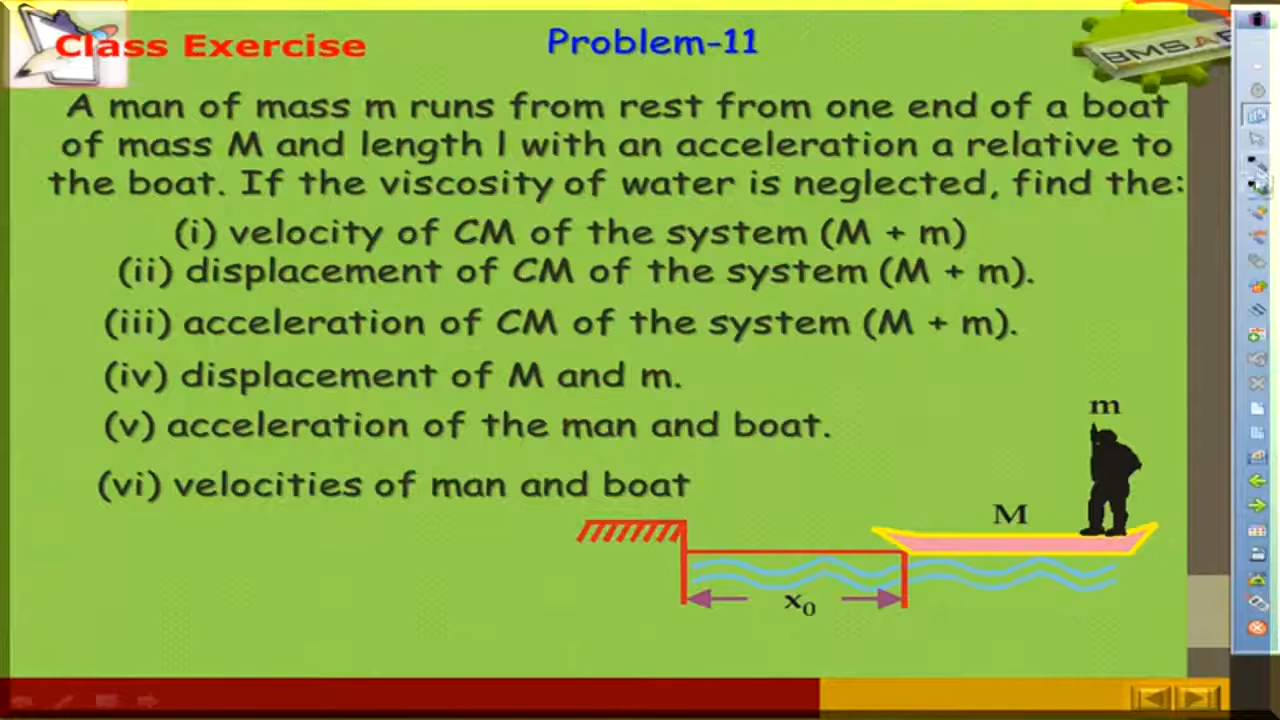 Class Exercise
Problem-11
BMSAF
A man of mass m runs from rest from one end of a boat
of mass M and length l with an acceleration a relative to
the boat. If the viscosity of water is neglected, find the:
(i) velocity of CM of the system (M + m)
(ii) displacement of CM of the system (M + m).
(iii) acceleration of CM of the system (M + m).
(iv) displacement of M and m.
(v) acceleration of the man and boat.
(vi) velocities of man and boat
m
M
x0